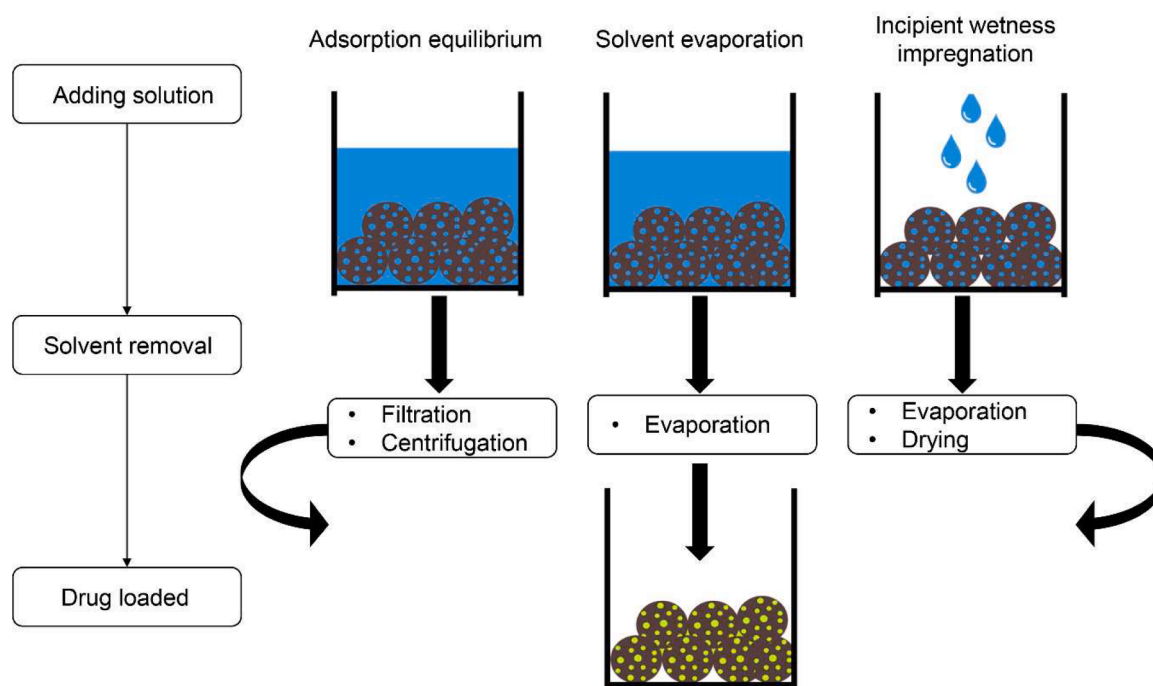 Adsorption equilibrium
Solvent evaporation
Incipient wetness
impregnation
Adding solution
Solvent removal
• Filtration
• Centrifugation
• Evaporation
• Evaporation
• Drying
Drug loaded